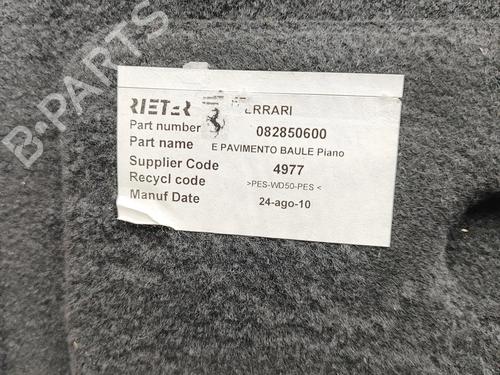 B-PARTS
RIETER FERRARI
Part number 082850600
Part name E PAVIMENTO BAULE Piano
Supplier Code 4977
Recycl code >PES-WD50-PES<
Manuf Date 24-ago-10